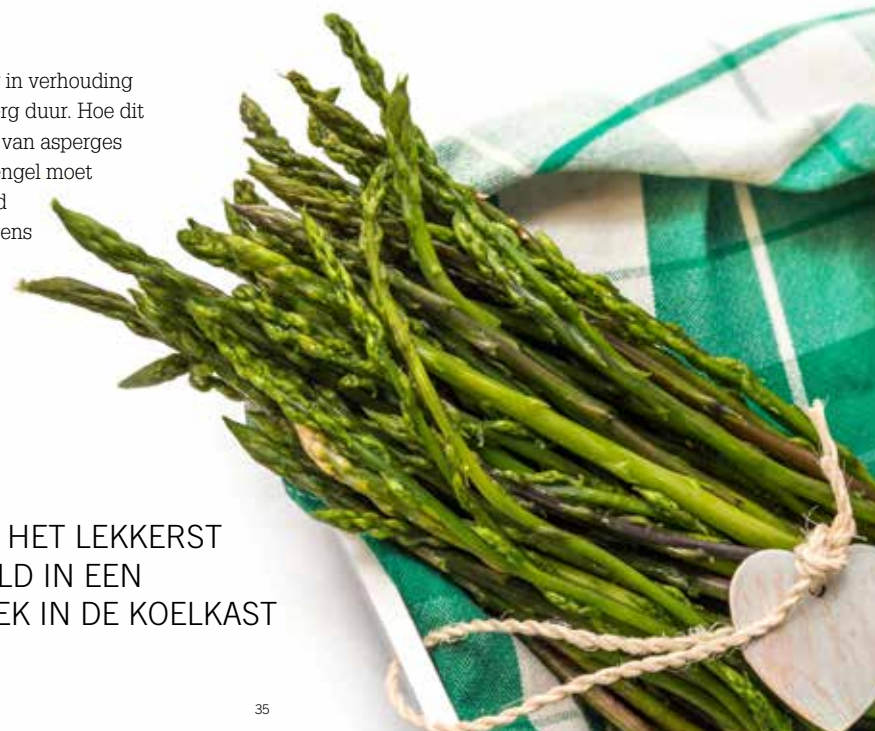 in verhouding
rg duur. Hoe dit
van asperges
engel moet
d
ens
HET LEKKERST
LD IN EEN
EK IN DE KOELKAST
35